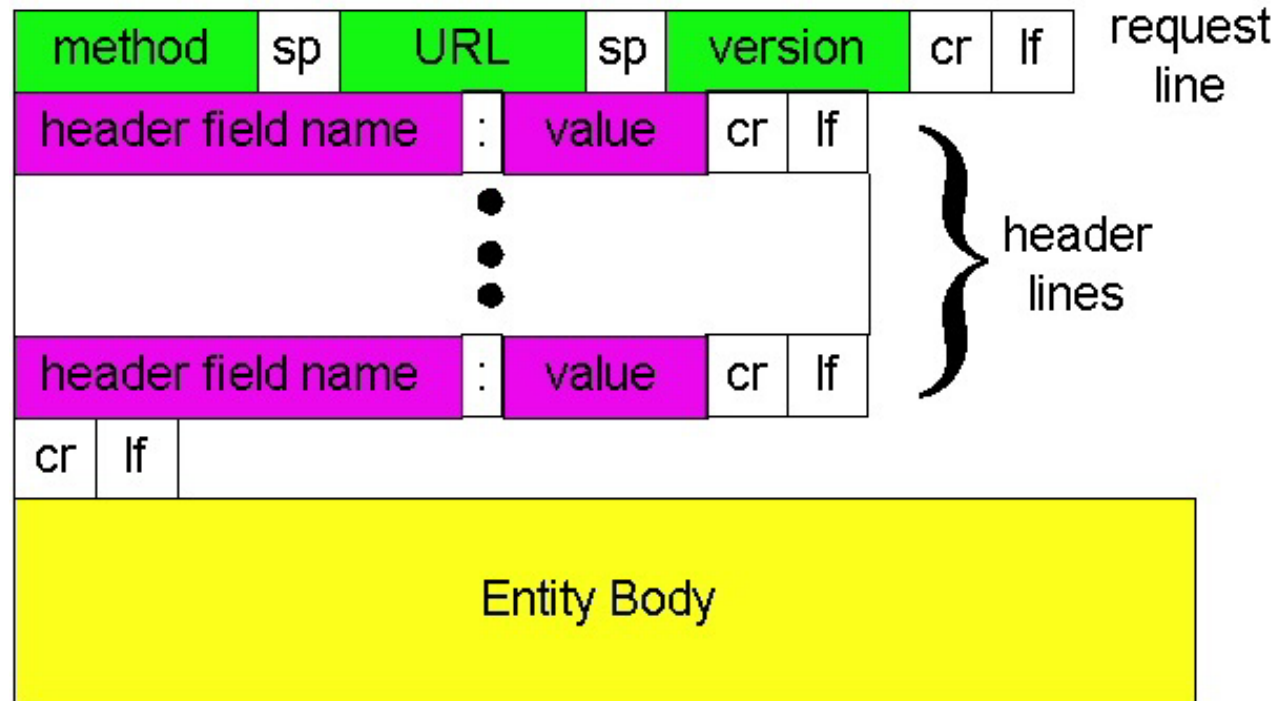 method sp URL sp version cr lf
request
line
header field name : value cr lf
header
lines
header field name : value cr lf
cr lf
Entity Body